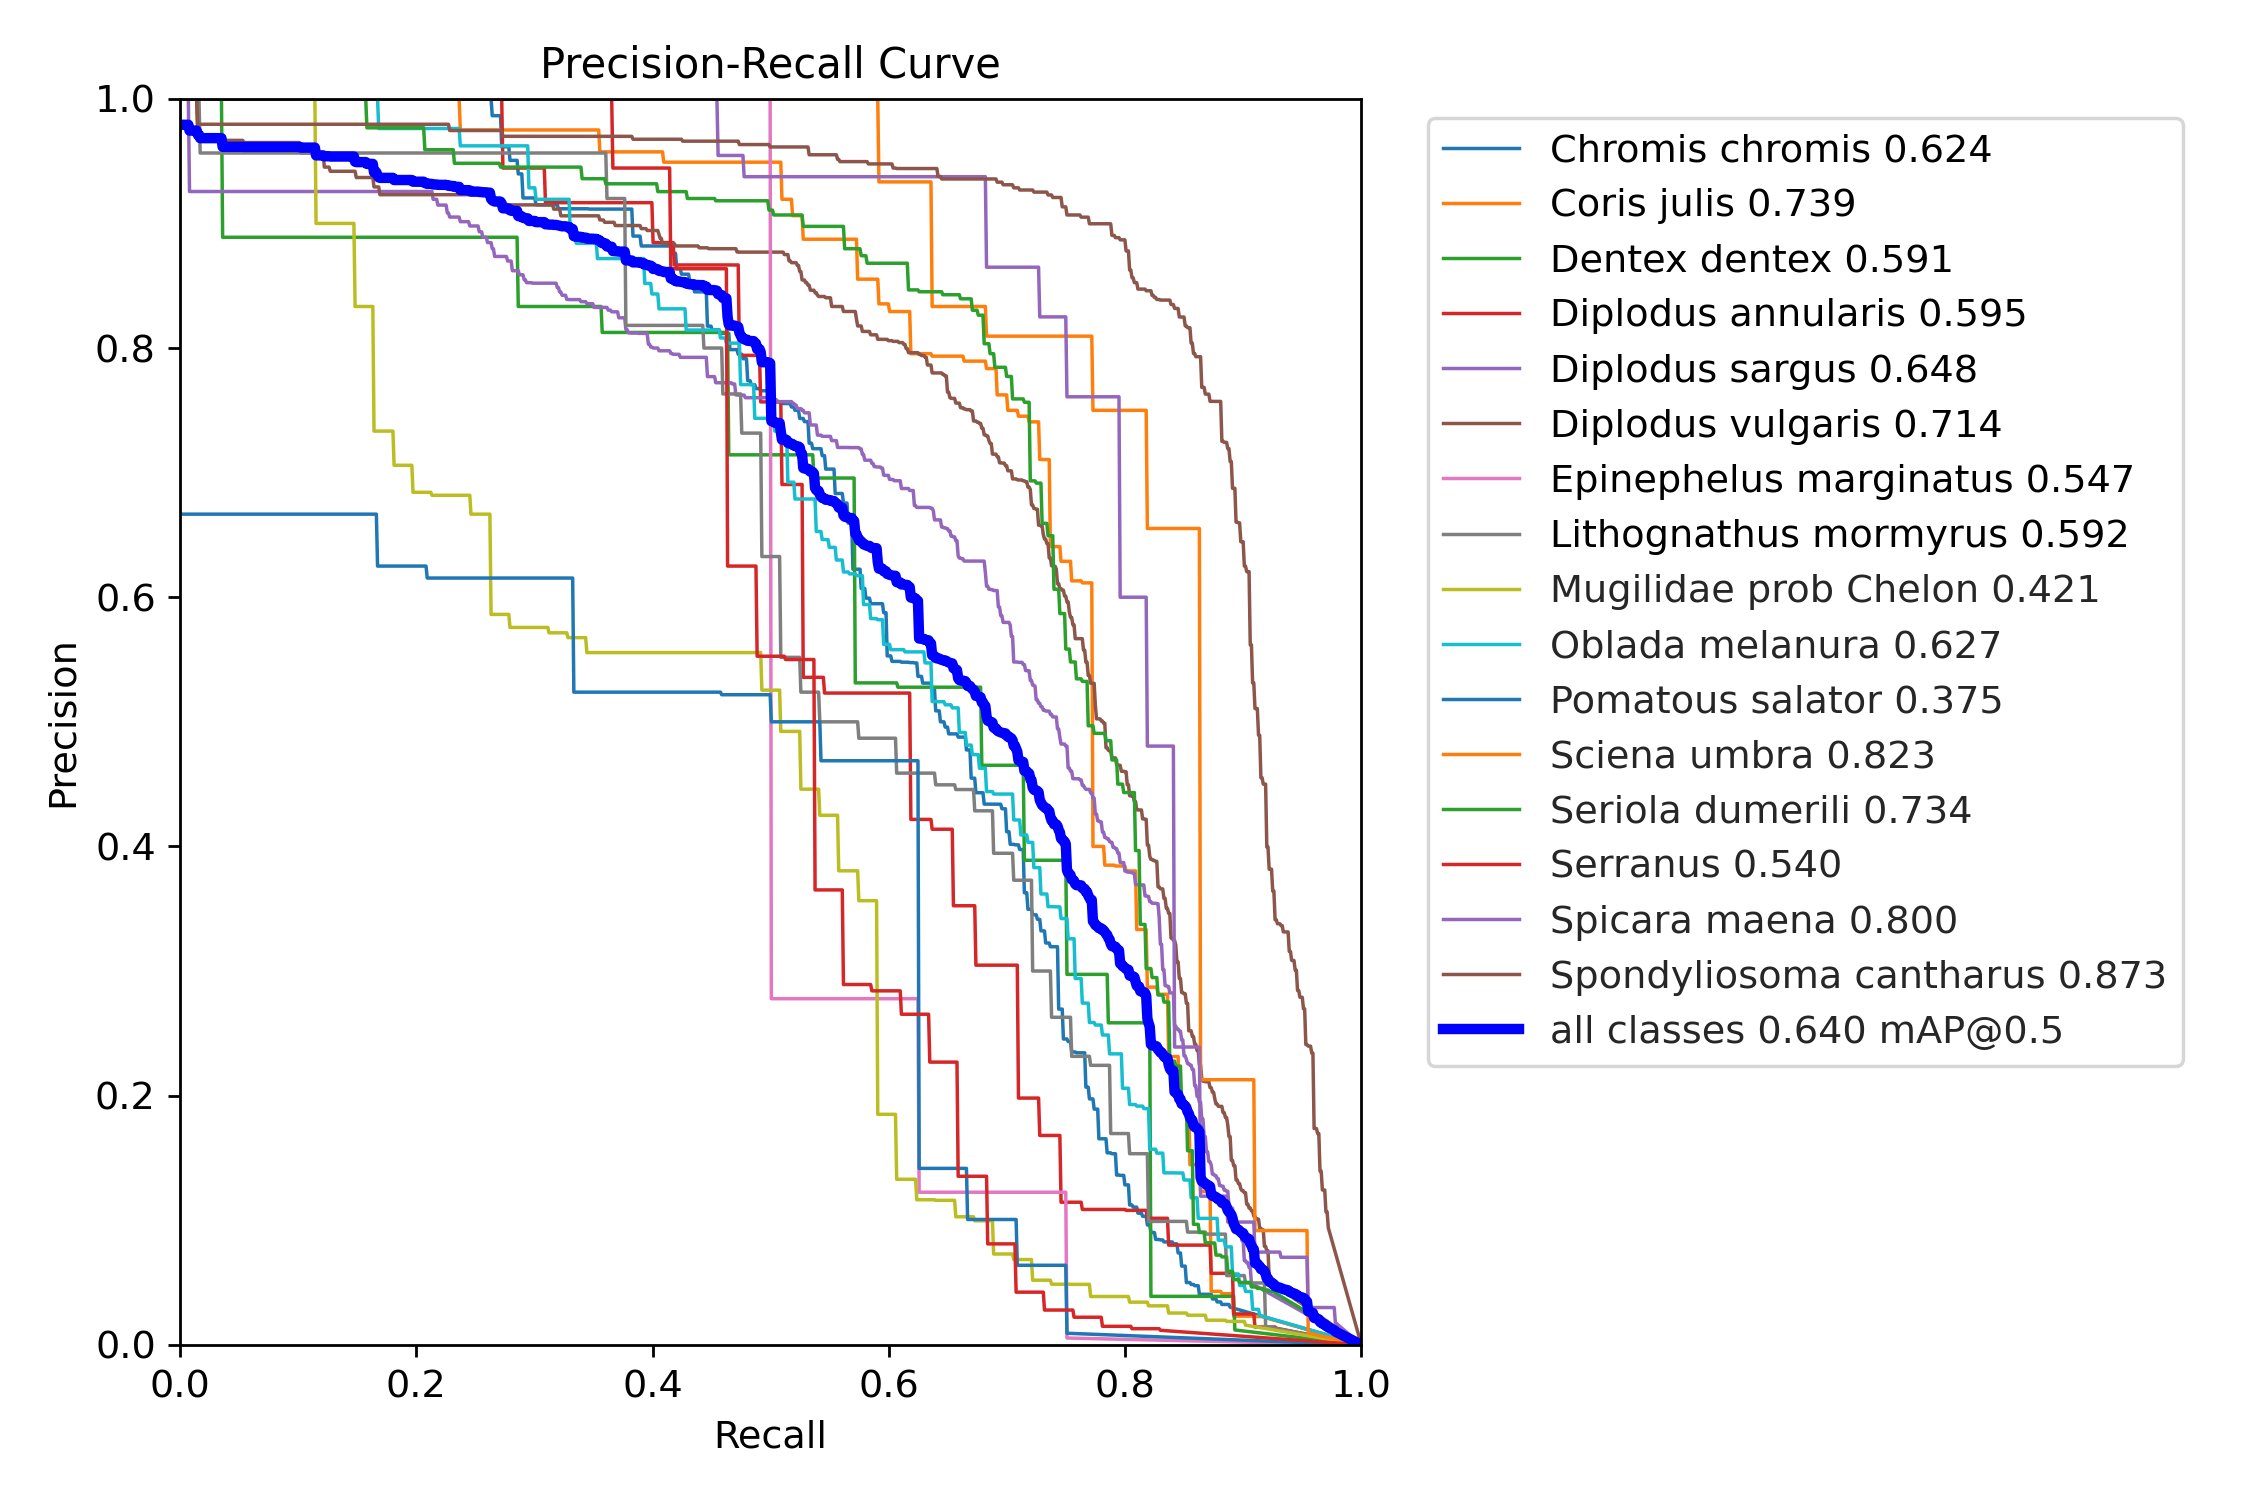 Precision-Recall Curve
1.0
0.8
0.6
0.4
0.2
0.0
Precision
0.0 0.2 0.4 0.6 0.8 1.0
Recall
Chromis chromis 0.624
Coris julis 0.739
Dentex dentex 0.591
Diplodus annularis 0.595
Diplodus sargus 0.648
Diplodus vulgaris 0.714
Epinephelus marginatus 0.547
Lithognathus mormyrus 0.592
Mugilidae prob Chelon 0.421
Oblada melanura 0.627
Pomatous salator 0.375
Sciena umbra 0.823
Seriola dumerili 0.734
Serranus 0.540
Spicara maena 0.800
Spondyliosoma cantharus 0.873
all classes 0.640 mAP@0.5